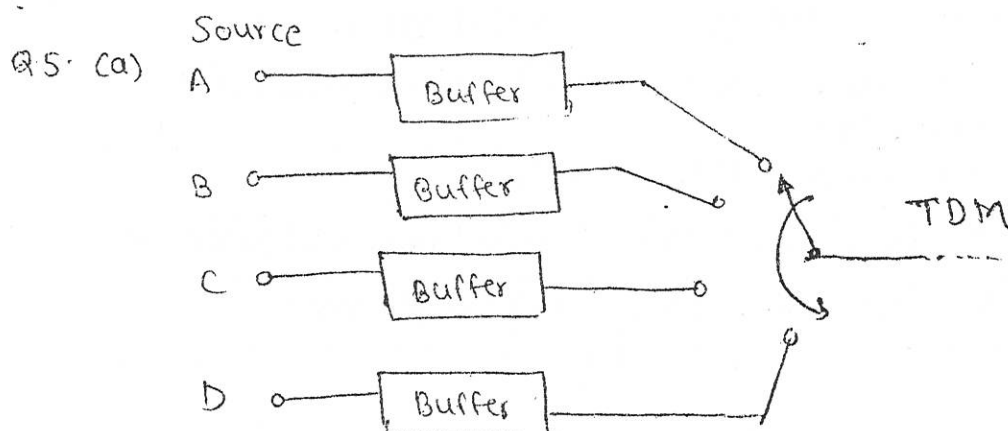 Source
Q5. (a) A Buffer
B Buffer
TDM
C Buffer
D Buffer